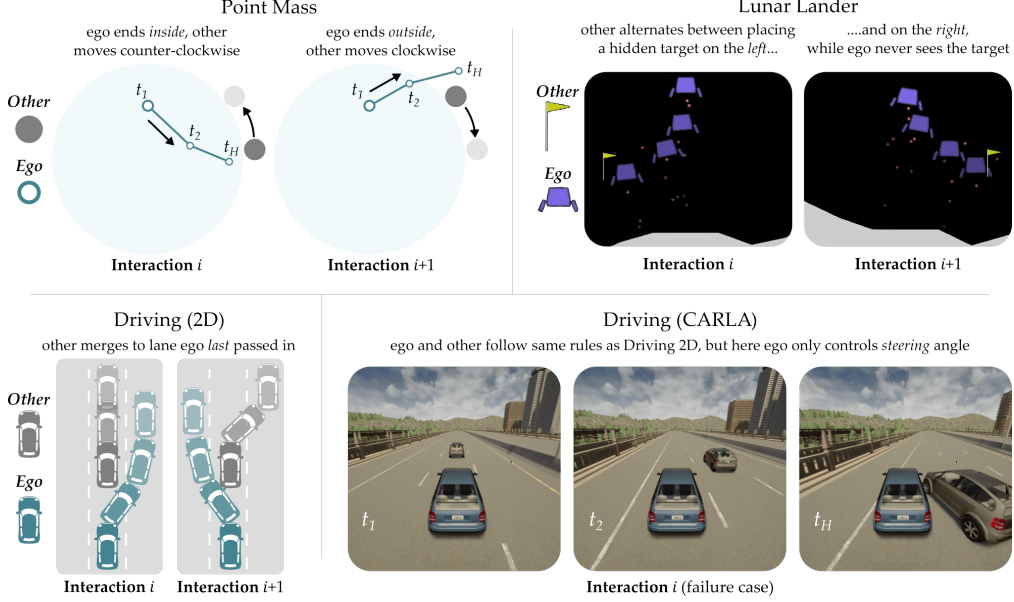 Point Mass
ego ends inside, other
moves counter-clockwise
ego ends outside,
other moves clockwise
Other
Ego
t1
t2
tH
t1
t2
tH
Interaction i
Interaction i+1
Lunar Lander
other alternates between placing
a hidden target on the left...
....and on the right,
while ego never sees the target
Other
Ego
Interaction i
Interaction i+1
Driving (2D)
other merges to lane ego last passed in
Other
Ego
Interaction i
Interaction i+1
Driving (CARLA)
ego and other follow same rules as Driving 2D, but here ego only controls steering angle
t1
t2
tH
Interaction i (failure case)